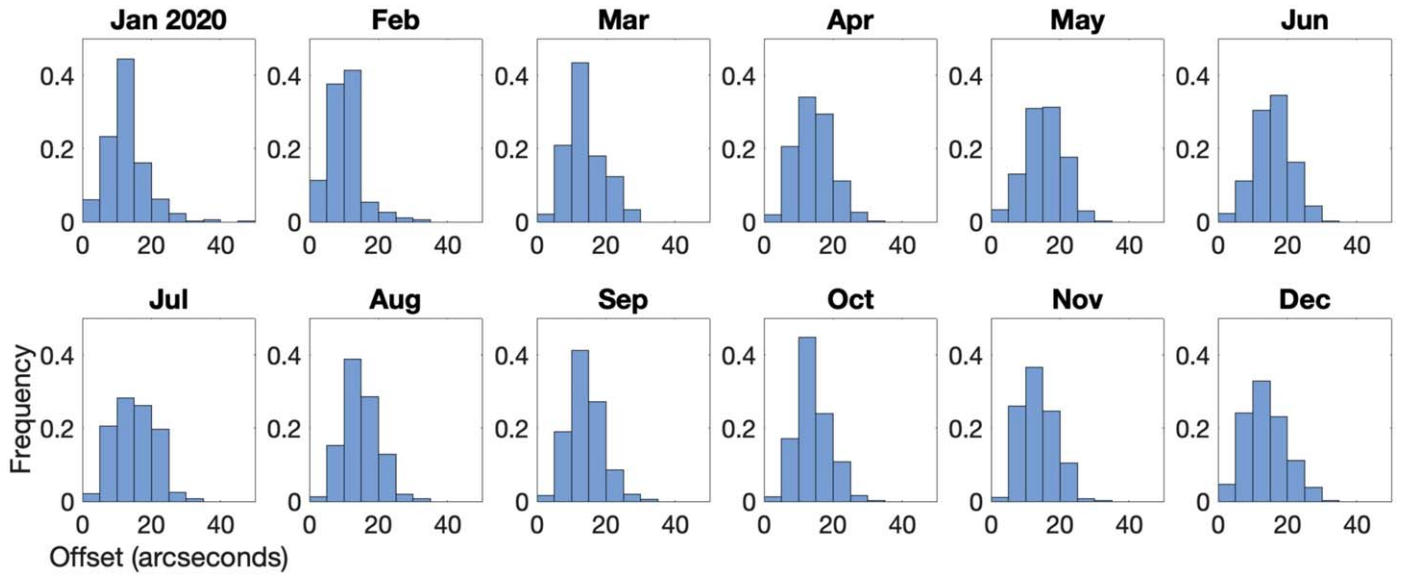 Jan 2020 Feb Mar Apr May Jun
0.4 0.4 0.4 0.4 0.4 0.4
0.2 0.2 0.2 0.2 0.2 0.2
0 0 0 0 0 0
0 20 40 0 20 40 0 20 40 0 20 40 0 20 40 0 20 40
Jul Aug Sep Oct Nov Dec
Frequency
0.4 0.4 0.4 0.4 0.4 0.4
0.2 0.2 0.2 0.2 0.2 0.2
0 0 0 0 0 0
0 20 40 0 20 40 0 20 40 0 20 40 0 20 40 0 20 40
Offset (arcseconds)